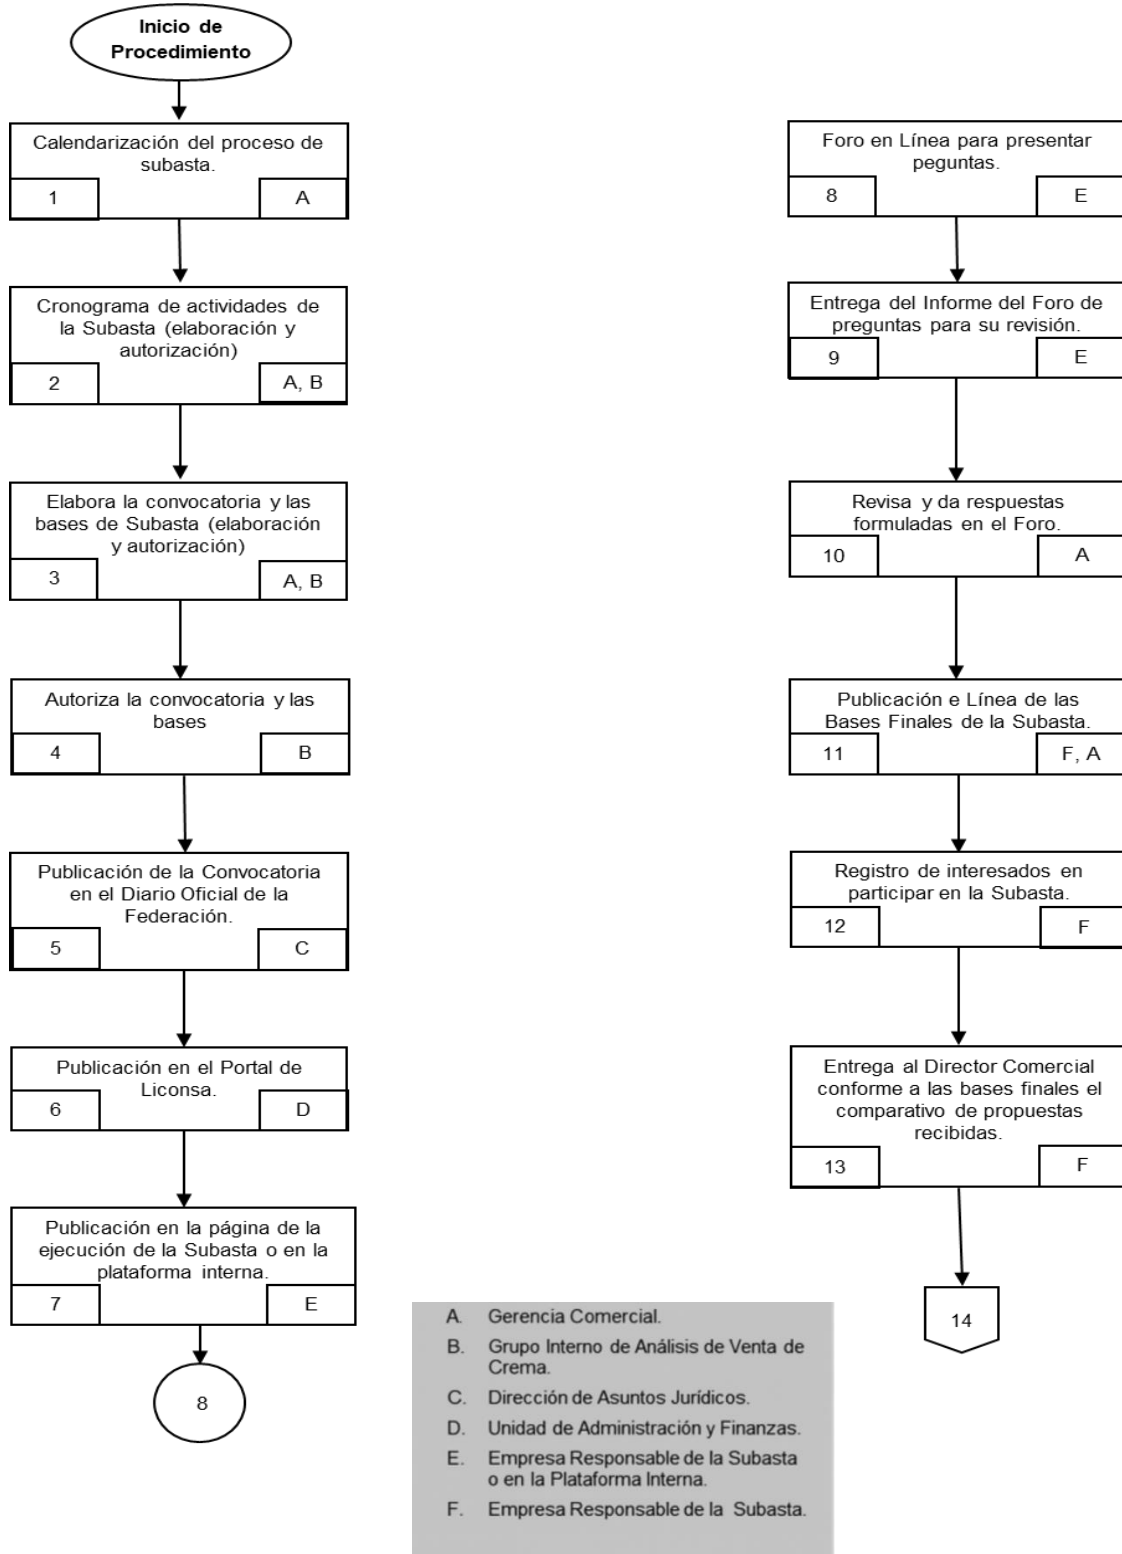 Inicio de
Procedimiento
Calendarización del proceso de
subasta.
1
A
Cronograma de actividades de
la Subasta (elaboración y
autorización)
2
A, B
Elabora la convocatoria y las
bases de Subasta (elaboración
y autorización)
3
A, B
Autoriza la convocatoria y las
bases
4
B
Publicación de la Convocatoria
en el Diario Oficial de la
Federación.
5
C
Publicación en el Portal de
Liconsa.
6
D
Publicación en la página de la
ejecución de la Subasta o en la
plataforma interna.
7
E
8
Foro en Línea para presentar
peguntas.
8
E
Entrega del Informe del Foro de
preguntas para su revisión.
9
E
Revisa y da respuestas
formuladas en el Foro.
10
A
Publicación e Línea de las
Bases Finales de la Subasta.
11
F, A
Registro de interesados en
participar en la Subasta.
12
F
Entrega al Director Comercial
conforme a las bases finales el
comparativo de propuestas
recibidas.
13
F
14
A. Gerencia Comercial.
B. Grupo Interno de Análisis de Venta de
Crema.
C. Dirección de Asuntos Jurídicos.
D. Unidad de Administración y Finanzas.
E. Empresa Responsable de la Subasta
o en la Plataforma Interna.
F. Empresa Responsable de la Subasta.